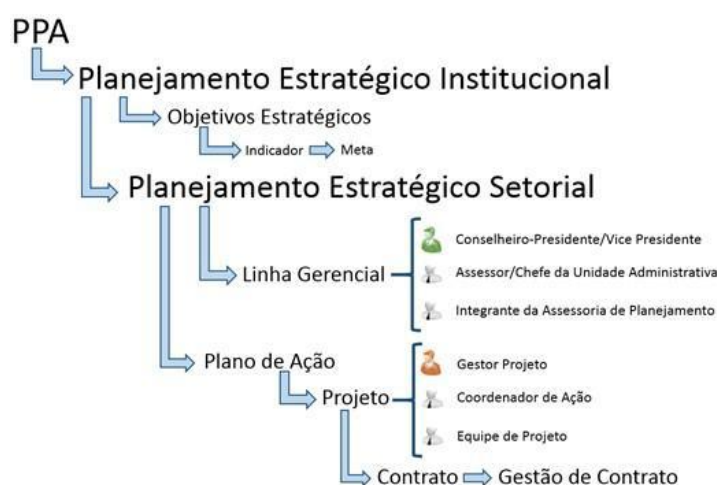 PPA
Planejamento Estratégico Institucional
Objetivos Estratégicos
Indicador
Meta
Planejamento Estratégico Setorial
Linha Gerencial
Conselheiro-Presidente/Vice Presidente
Assessor/Chefe da Unidade Administrativa
Integrante da Assessoria de Planejamento
Plano de Ação
Projeto
Gestor Projeto
Coordenador de Ação
Equipe de Projeto
Contrato
Gestão de Contrato